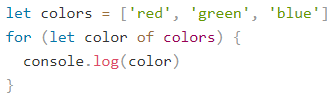 let colors = ['red', 'green', 'blue']
for (let color of colors) {
  console.log(color)
}